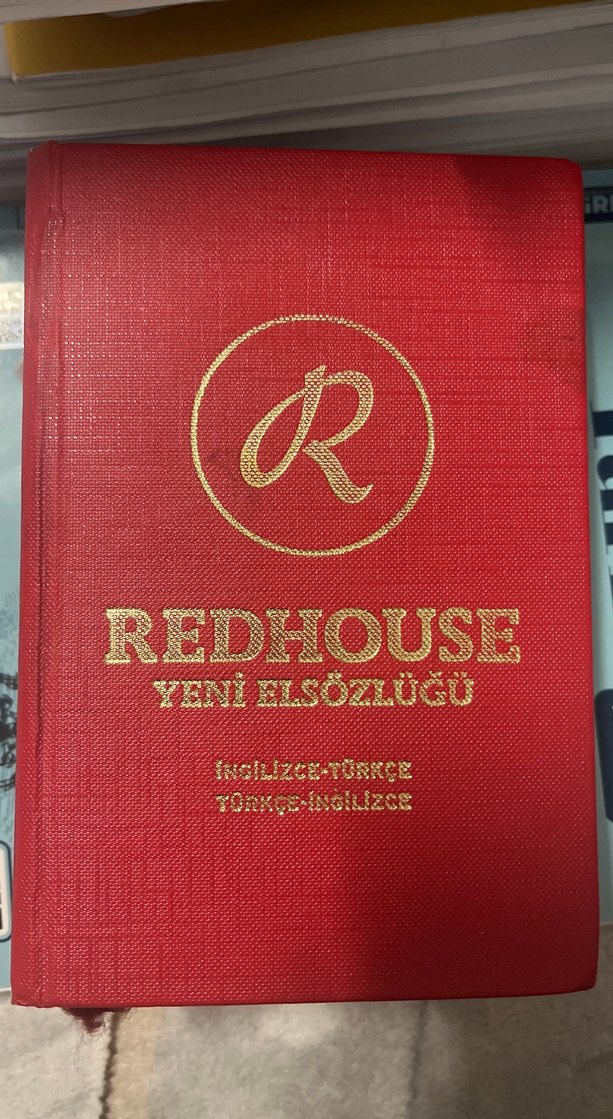 R
REDHOUSE
YENİ ELSÖZLÜĞÜ
İNGİLİZCE-TÜRKÇE
TÜRKÇE-İNGİLİZCE